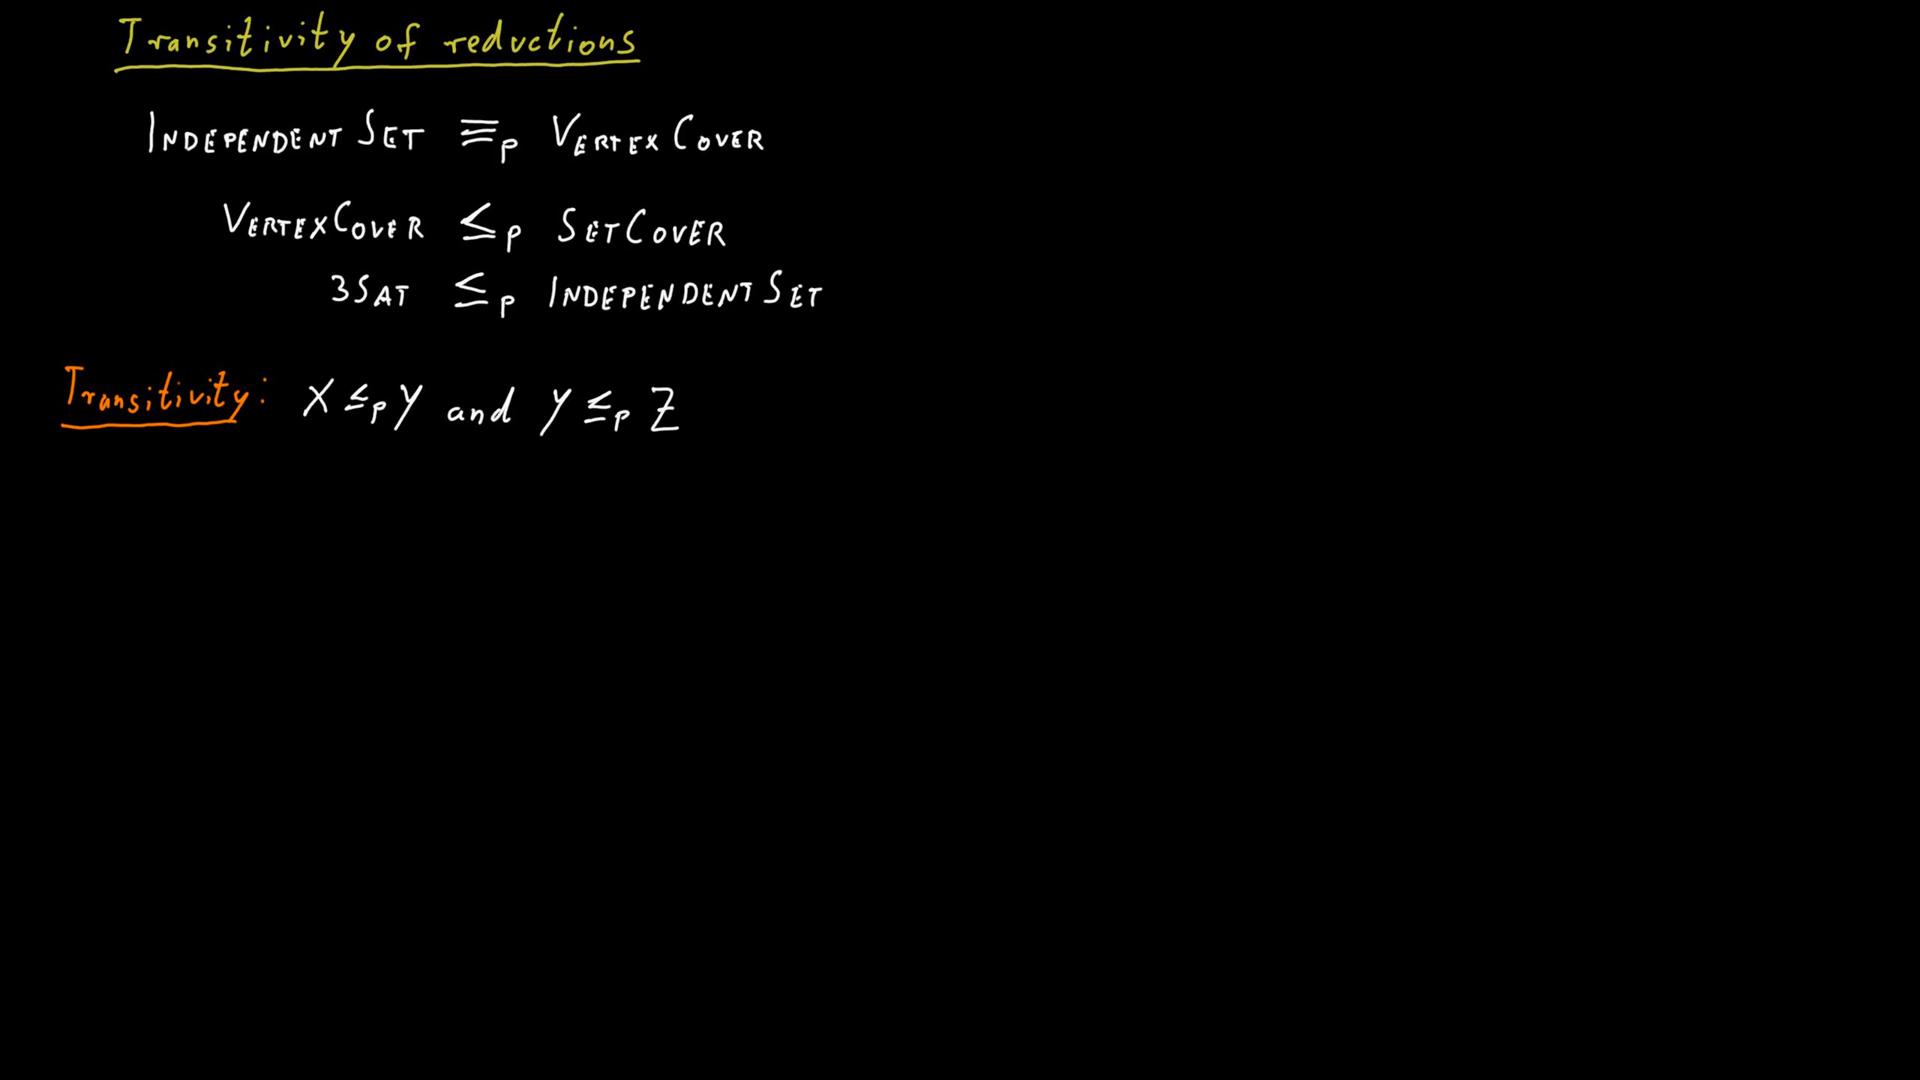 Transitivity of reductions
INDEPENDENT SET ≡p VERTEX COVER
VERTEXCOVER ≤p SETCOVER
3SAT ≤p INDEPENDENT SET
Transitivity: X ≤p Y and Y ≤p Z